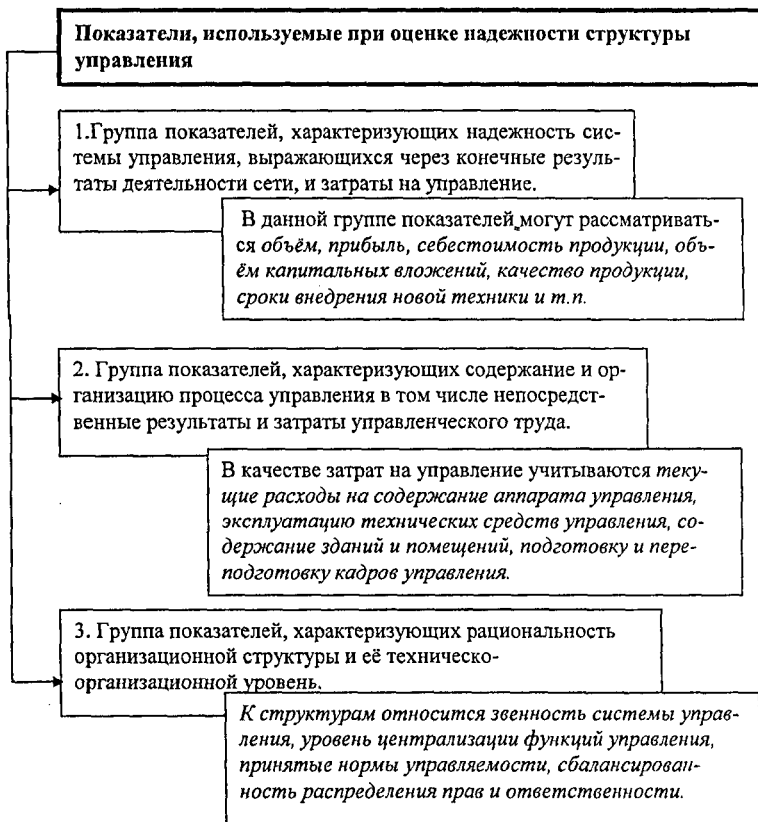 Показатели, используемые при оценке надежности структуры
управления
1.Группа показателей, характеризующих надежность сис-
темы управления, выражающихся через конечные резуль-
таты деятельности сети, и затраты на управление.
В данной группе показателей могут рассматривать-
ся объём, прибыль, себестоимость продукции, объ-
ём капитальных вложений, качество продукции,
сроки внедрения новой техники и т.п.
2. Группа показателей, характеризующих содержание и ор-
ганизацию процесса управления в том числе непосредст-
венные результаты и затраты управленческого труда.
В качестве затрат на управление учитываются теку-
щие расходы на содержание аппарата управления,
эксплуатацию технических средств управления, со-
держание зданий и помещений, подготовку и пере-
подготовку кадров управления.
3. Группа показателей, характеризующих рациональность
организационной структуры и её техническо-
организационной уровень.
К структурам относится звенность системы управ-
ления, уровень централизации функций управления,
принятые нормы управляемости, сбалансирован-
ность распределения прав и ответственности.